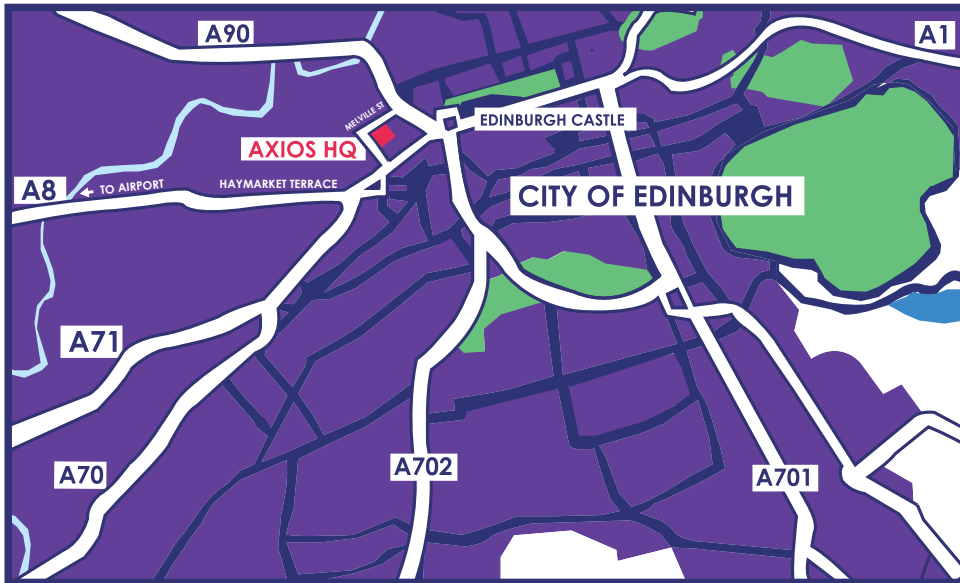 A90
A1
MELVILLE ST
EDINBURGH CASTLE
AXIOS HQ
A8
TO AIRPORT
HAYMARKET TERRACE
CITY OF EDINBURGH
A71
A70
A702
A701